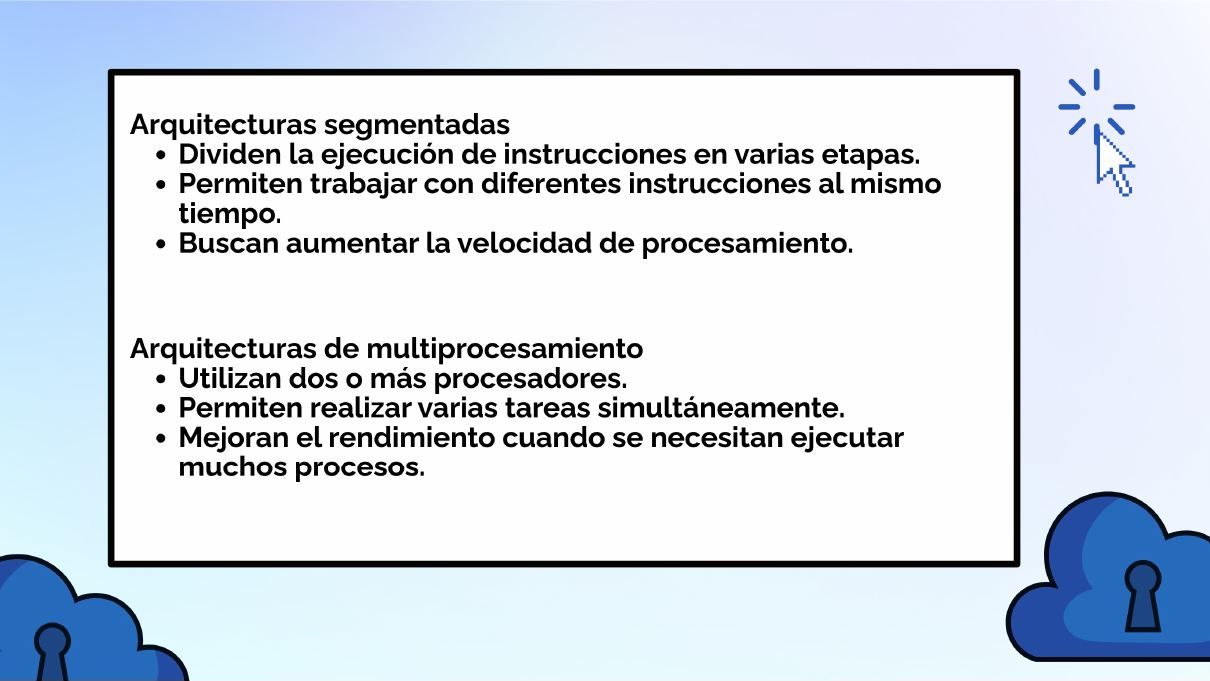 Arquitecturas segmentadas
• Dividen la ejecución de instrucciones en varias etapas.
• Permiten trabajar con diferentes instrucciones al mismo
tiempo.
• Buscan aumentar la velocidad de procesamiento.
Arquitecturas de multiprocesamiento
• Utilizan dos o más procesadores.
• Permiten realizar varias tareas simultáneamente.
• Mejoran el rendimiento cuando se necesitan ejecutar
muchos procesos.